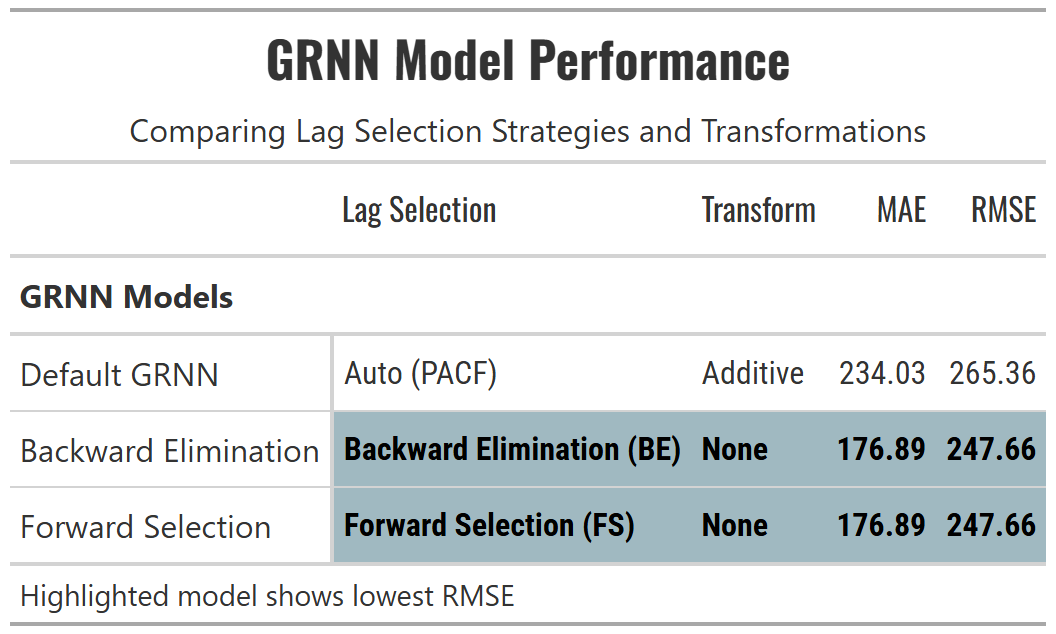 GRNN Model Performance
Comparing Lag Selection Strategies and Transformations
Lag Selection Transform MAE RMSE
GRNN Models
Default GRNN Auto (PACF) Additive 234.03 265.36
Backward Elimination Backward Elimination (BE) None 176.89 247.66
Forward Selection Forward Selection (FS) None 176.89 247.66
Highlighted model shows lowest RMSE